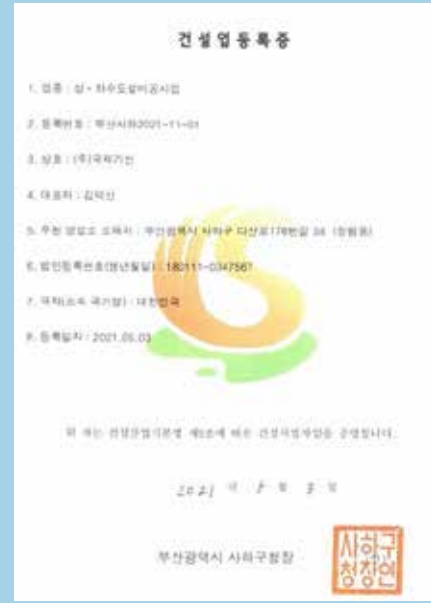 건설업등록증
1. 업종 : 상·하수도설비공사업
2. 등록번호 : 부산사하2021-11-01
3. 상호 : (주)국제기전
4. 대표자 : 김덕신
5. 주된 영업소 소재지 : 부산광역시 사하구 다산로178번길 (장림동)
6. 법인등록번호(생년월일) : 180111-0347567
7. 국적(소속 국가명) : 대한민국
8. 등록일자 : 2021.05.03
위 자는 건설산업기본법 제9조에 따른 건설사업자임을 증명합니다.
2021 년 5 월 3 일
부산광역시 사하구청장
사하구
청장인